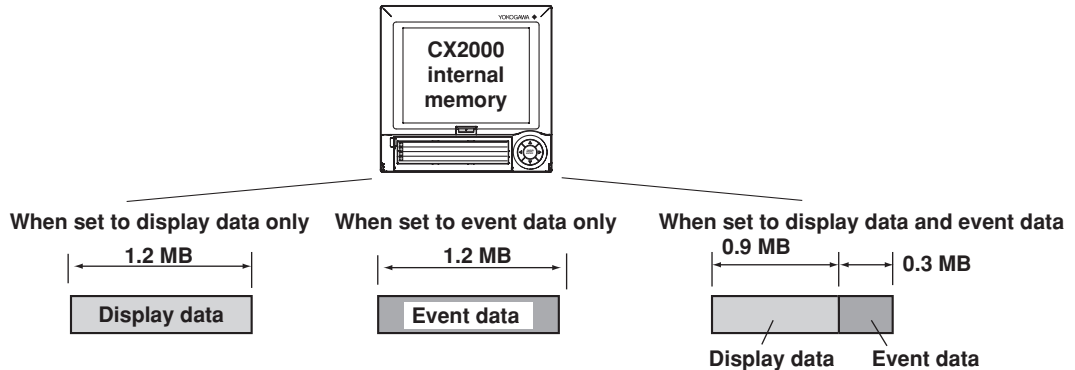 YOKOGAWA
CX2000
internal
memory
When set to display data only
1.2 MB
Display data
When set to event data only
1.2 MB
Event data
When set to display data and event data
0.9 MB
0.3 MB
Display data
Event data